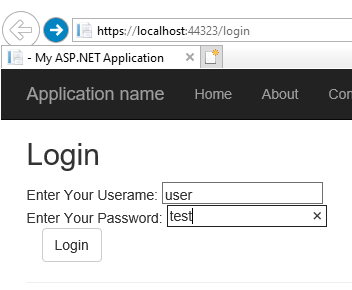 https://localhost:44323/login
- My ASP.NET Application
Application name Home About Con
Login
Enter Your Userame: user
Enter Your Password: test
Login